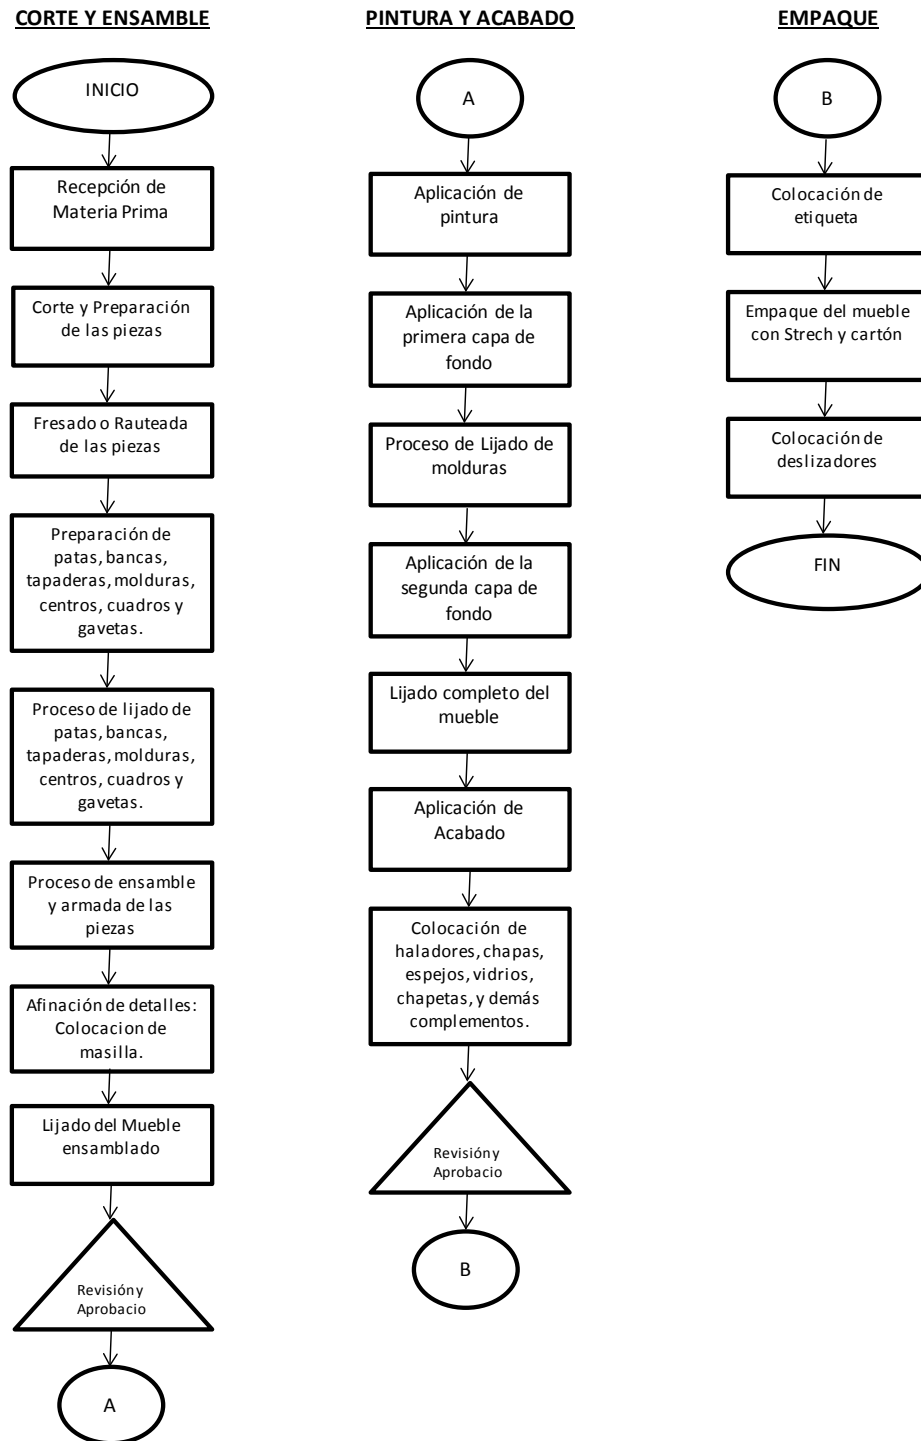 CORTE Y ENSAMBLE
INICIO
Recepción de
Materia Prima
Corte y Preparación
de las piezas
Fresado o Rauteada
de las piezas
Preparación de
patas, bancas,
tapaderas, molduras,
centros, cuadros y
gavetas.
Proceso de lijado de
patas, bancas,
tapaderas, molduras,
centros, cuadros y
gavetas.
Proceso de ensamble
y armada de las
piezas
Afinación de detalles:
Colocacion de
masilla.
Lijado del Mueble
ensamblado
Revisión y
Aprobacio
A
PINTURA Y ACABADO
A
Aplicación de
pintura
Aplicación de la
primera capa de
fondo
Proceso de Lijado de
molduras
Aplicación de la
segunda capa de
fondo
Lijado completo del
mueble
Aplicación de
Acabado
Colocación de
haladores, chapas,
espejos, vidrios,
chapetas, y demás
complementos.
Revisión y
Aprobacio
B
EMPAQUE
B
Colocación de
etiqueta
Empaque del mueble
con Strech y cartón
Colocación de
deslizadores
FIN